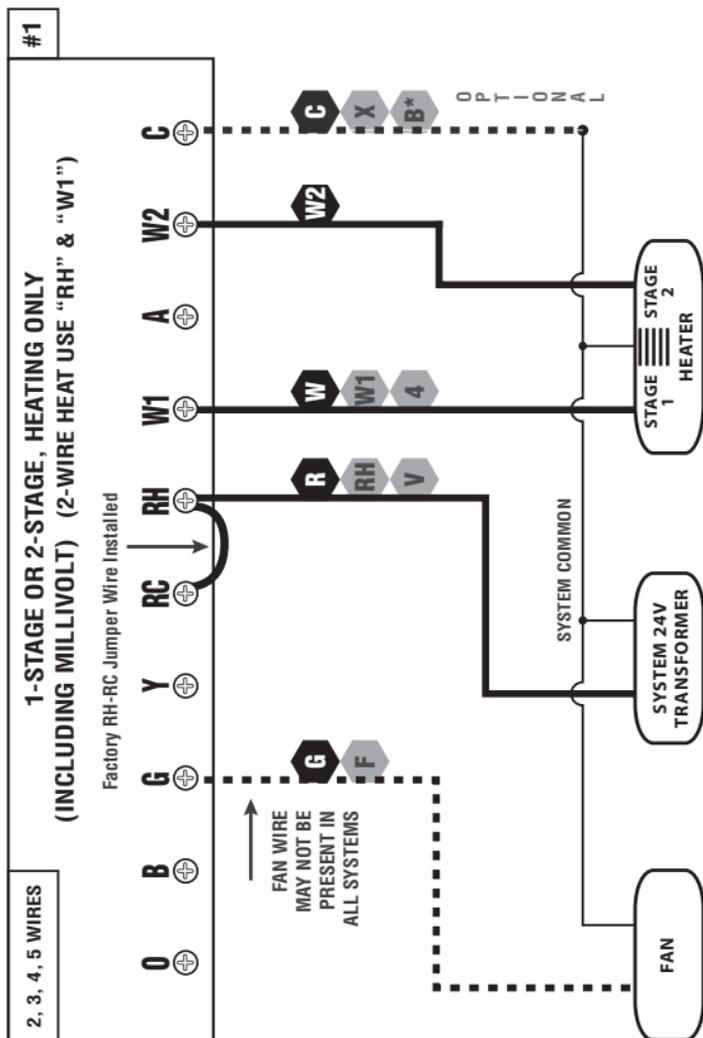 2, 3, 4, 5 WIRES
1-STAGE OR 2-STAGE, HEATING ONLY
(INCLUDING MILLIVOLT) (2-WIRE HEAT USE "RH" & "W1")
#1
Factory RH-RC Jumper Wire Installed
O B G Y RC RH W1 A W2 C
FAN WIRE
MAY NOT BE
PRESENT IN
ALL SYSTEMS
G
F
R
RH
V
W
W1
4
W2
C
X
B*
OPTIONAL
SYSTEM COMMON
FAN
SYSTEM 24V
TRANSFORMER
STAGE
1
STAGE
2
HEATER